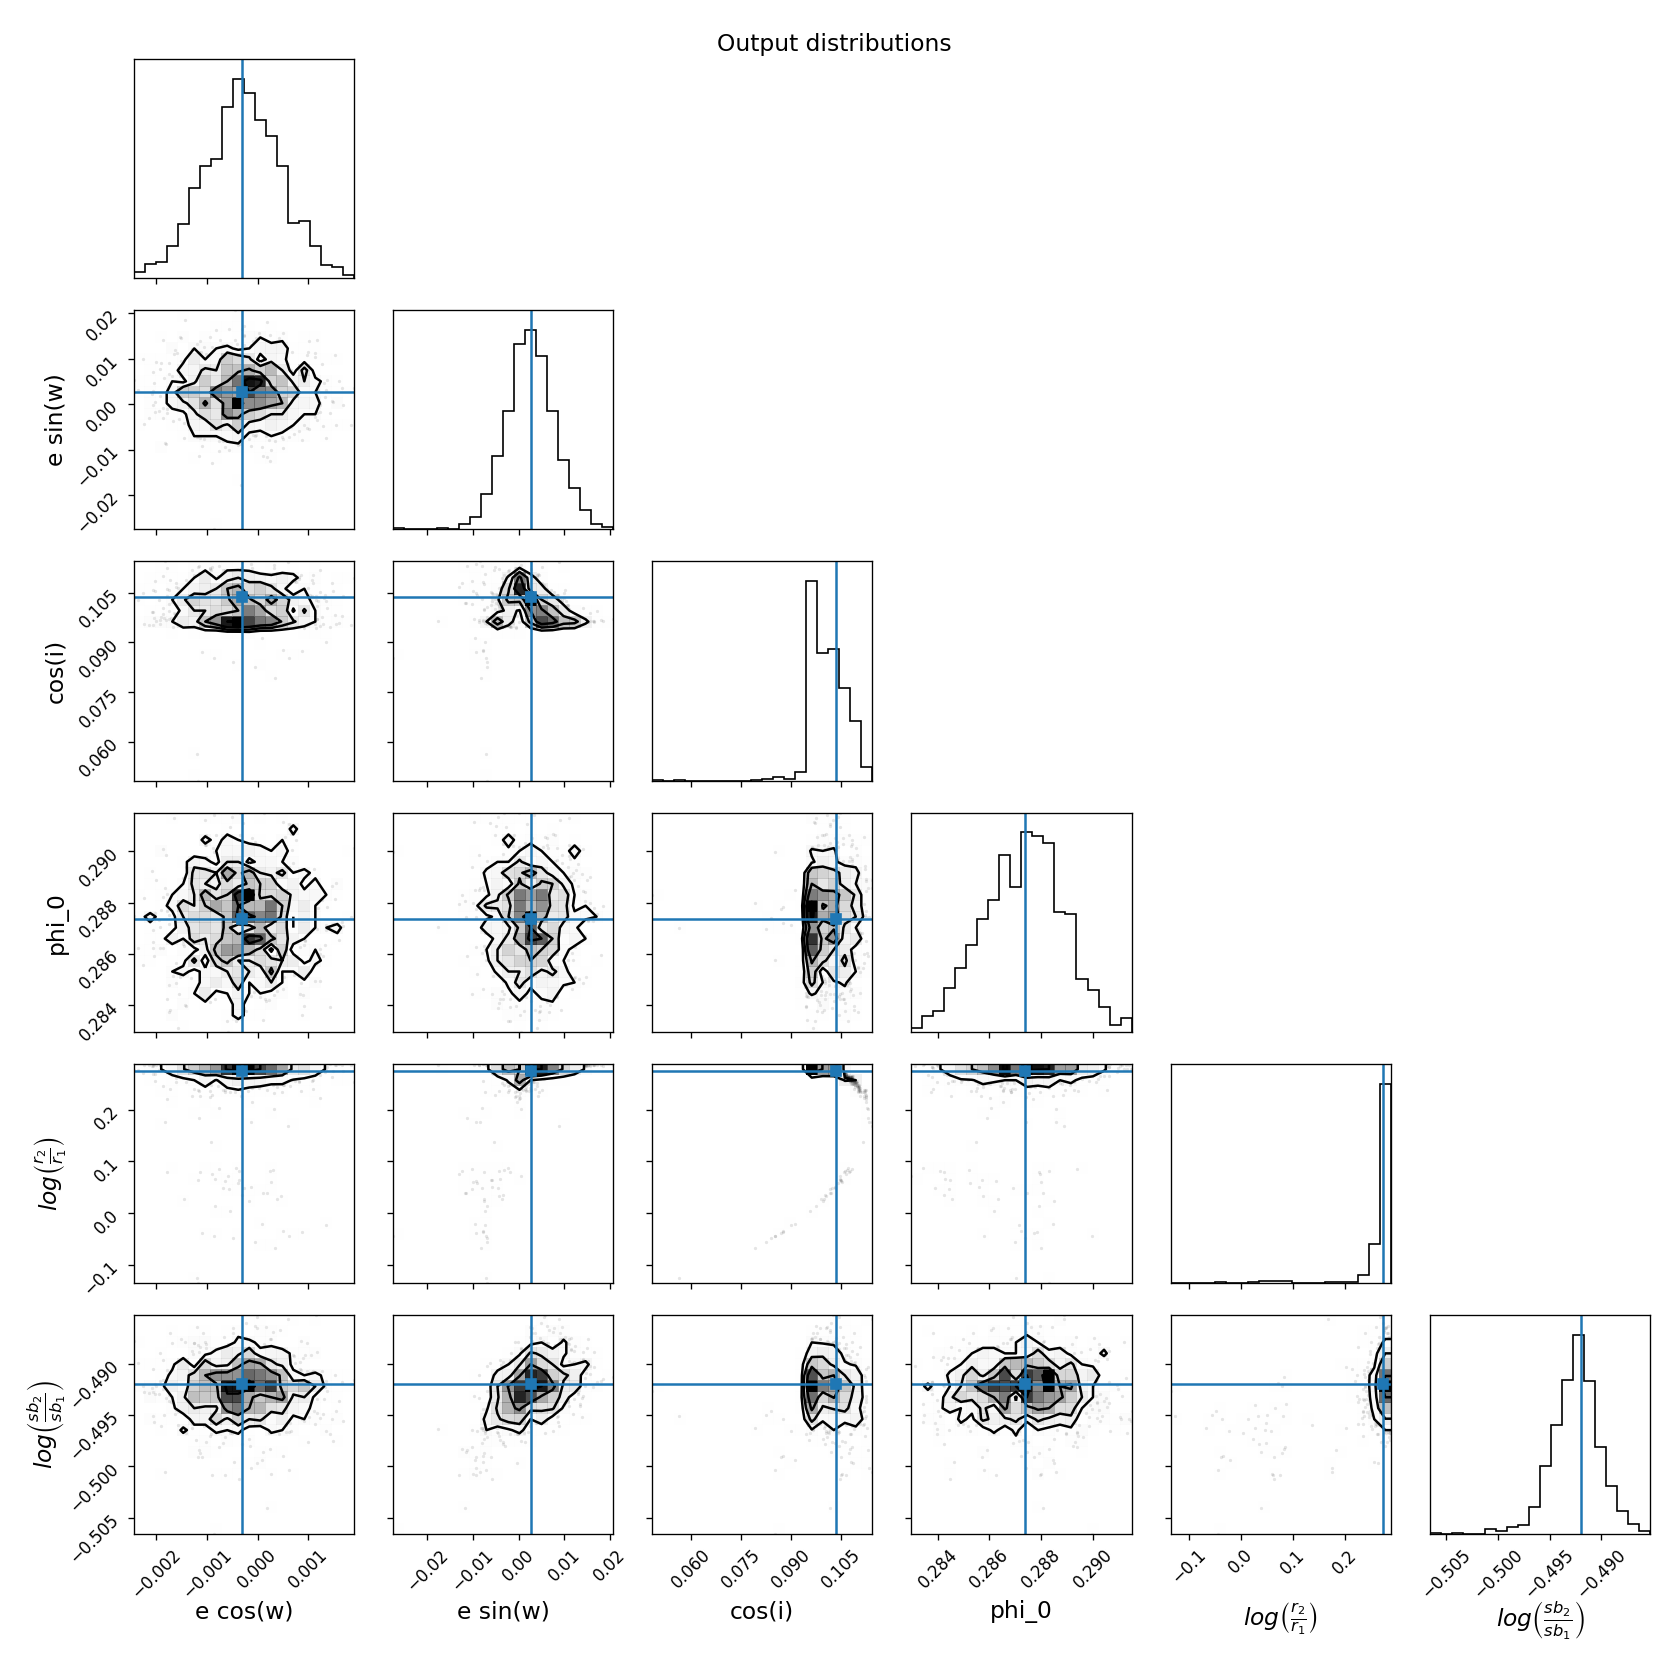 Output distributions
e sin(w)
0.02
0.01
0.00
−0.01
−0.02
cos(i)
0.105
0.090
0.075
0.060
phi_0
0.290
0.288
0.286
0.284
log(r₂/r₁)
0.2
0.1
0.0
−0.1
log(sb₂/sb₁)
−0.490
−0.495
−0.500
−0.505
−0.002 −0.001 0.000 0.001
−0.02 −0.01 0.00 0.01 0.02
0.060 0.075 0.090 0.105
0.284 0.286 0.288 0.290
−0.1 0.0 0.1 0.2
−0.505 −0.500 −0.495 −0.490
e cos(w) e sin(w) cos(i) phi_0 log(r₂/r₁) log(sb₂/sb₁)